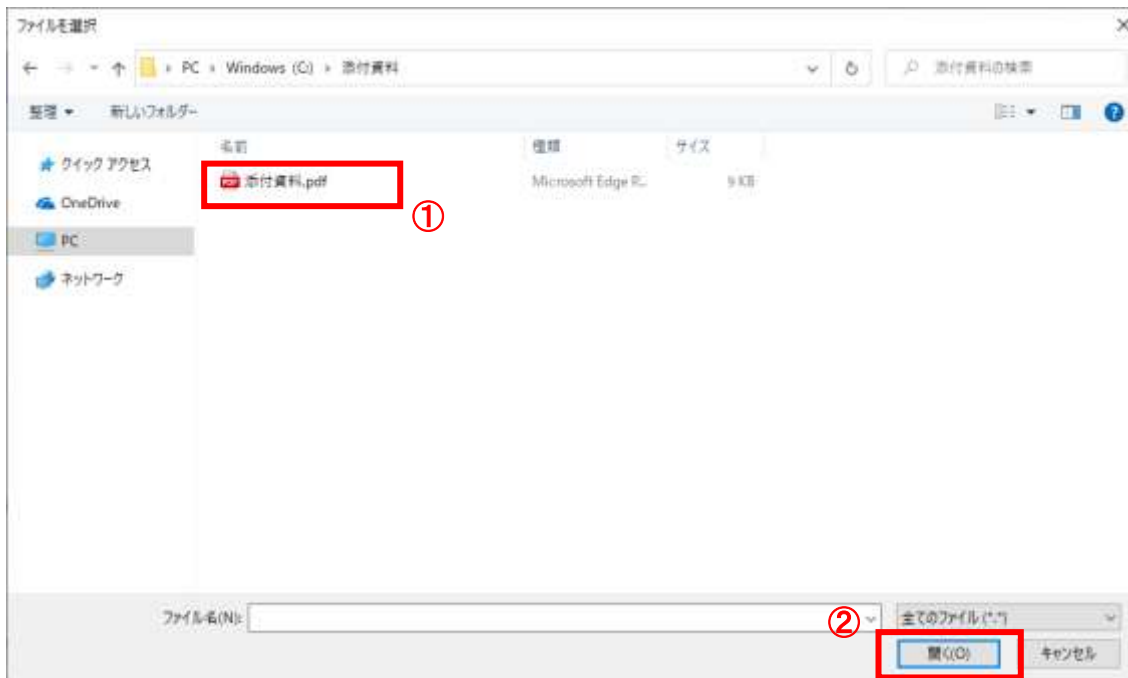 ファイルを選択
PC › Windows (C:) › 添付資料
添付資料の検索
整理 新しいフォルダー
名前 種類 サイズ
クイック アクセス
添付資料.pdf Microsoft Edge P... 9 KB
①
OneDrive
PC
ネットワーク
ファイル名(N):
② 全てのファイル (*.*)
開く(O) キャンセル